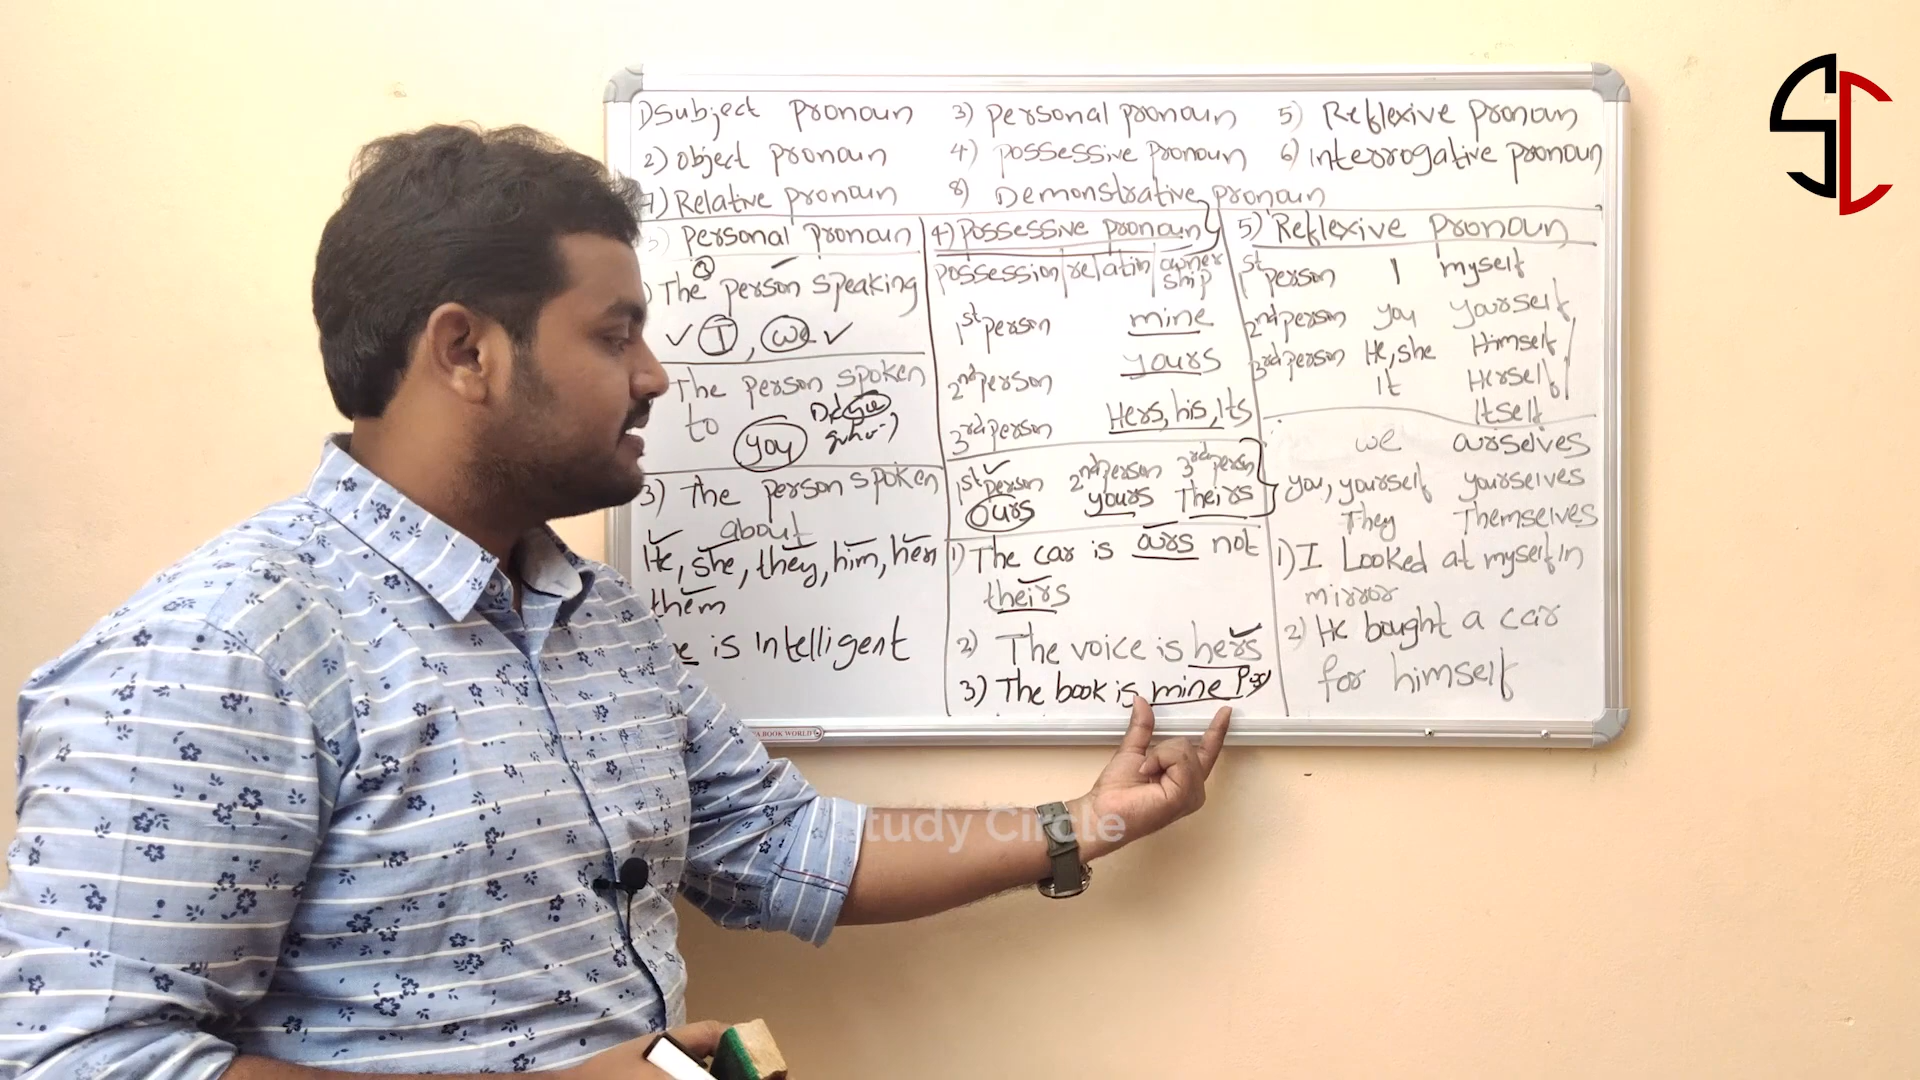 1) Subject pronoun 3) Personal pronoun 5) Reflexive pronoun
2) object pronoun 4) possessive pronoun 6) interrogative pronoun
7) Relative pronoun 8) Demonstrative pronoun
personal pronoun
The person speaking
I, we
The person spoken
to you
3) The person spoken
about
He, she, they, him, her
them
is intelligent
4) Possessive pronoun
possession/relatin/owner
ship
1st person mine
2nd person yours
3rd person Hers, his, Its
1st person 2nd person 3rd person
ours yours Theirs
1) The car is ours not
theirs
2) The voice is hers
3) The book is mine
5) Reflexive pronoun
1st person I myself
2nd person you yourself
3rd person He, she Himself/
It Herself/
Itself
we ourselves
you, yourself yourselves
They Themselves
1) I Looked at myself in
mirror
2) He bought a car
for himself
A BOOK WORLD
Study Circle
SC